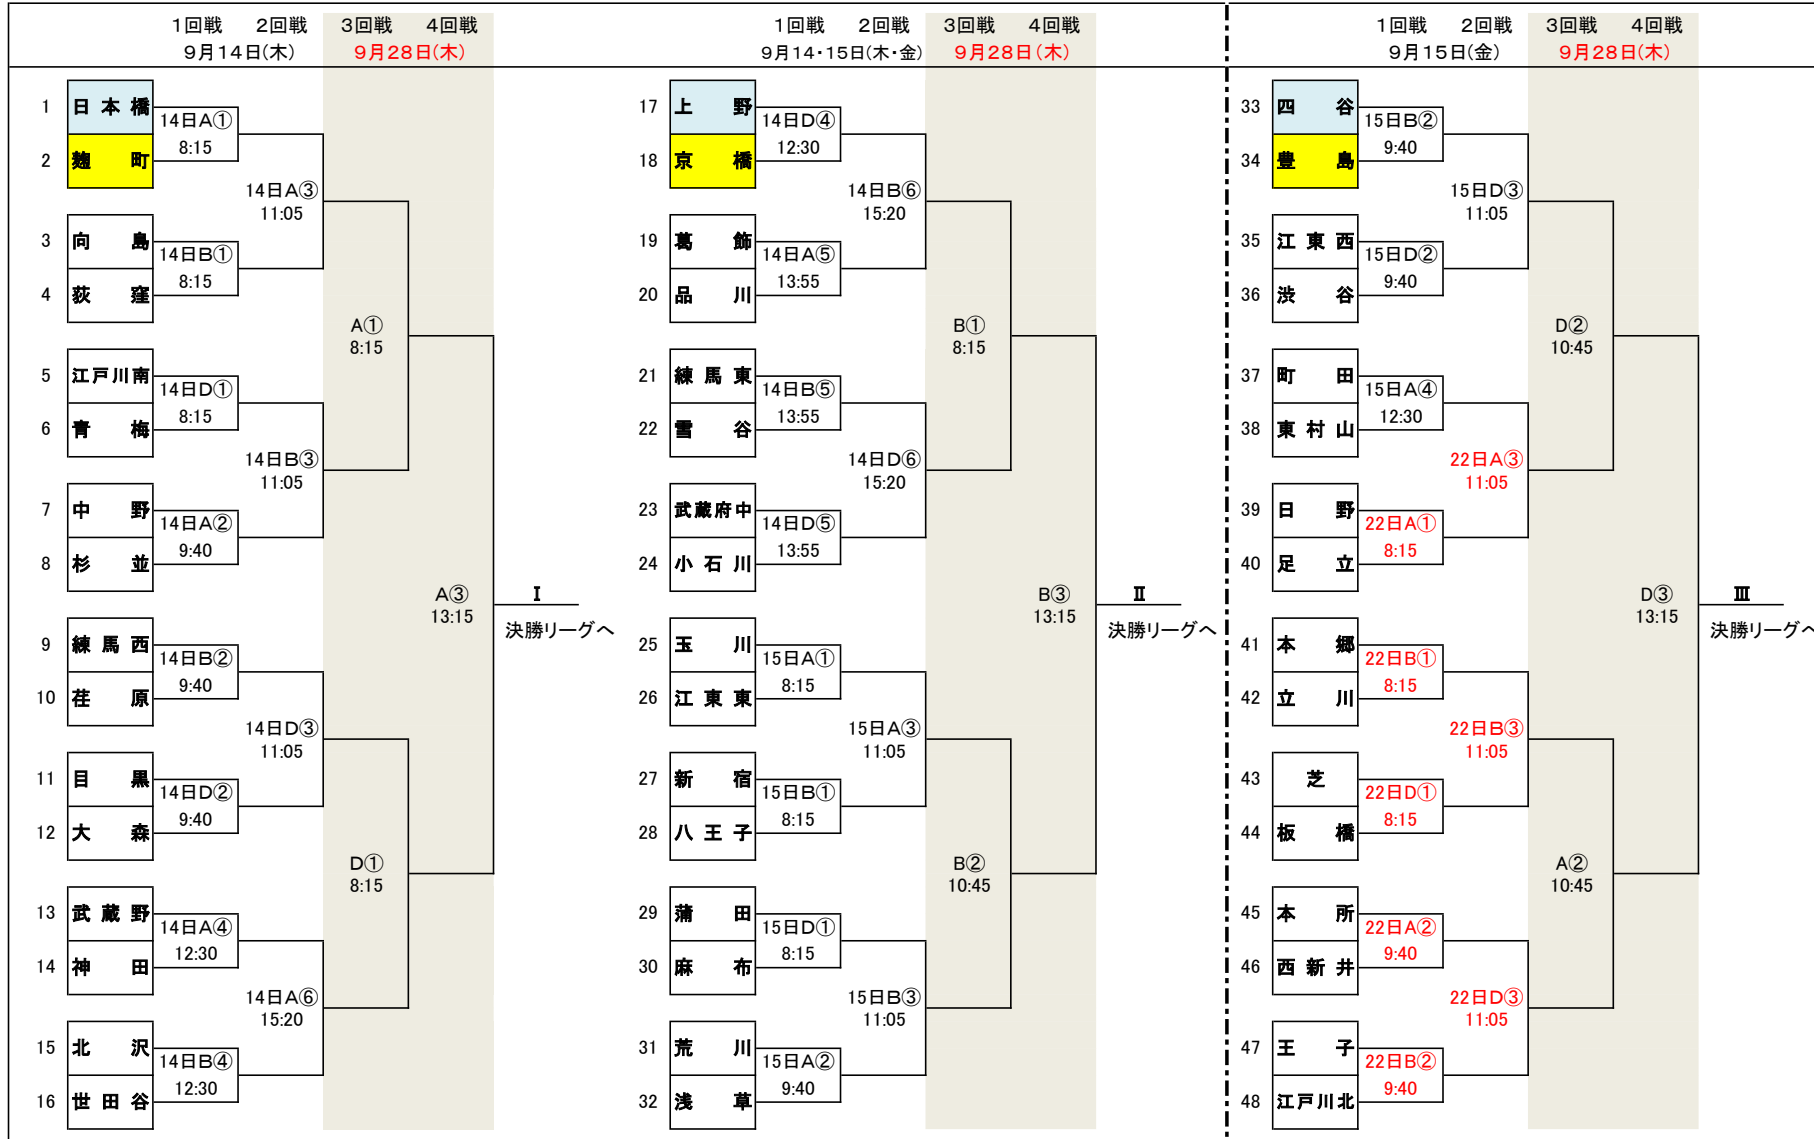 1回戦 2回戦 3回戦 4回戦
9月14日(木) 9月28日(木)
1 日本橋
14日A①
8:15
2 麹町
14日A③
11:05
3 向島
14日B①
8:15
4 荻窪
A①
8:15
5 江戸川南
14日D①
8:15
6 青梅
14日B③
11:05
7 中野
14日A②
9:40
8 杉並
A③
13:15
Ⅰ
決勝リーグへ
9 練馬西
14日B②
9:40
10 荏原
14日D③
11:05
11 目黒
14日D②
9:40
12 大森
D①
8:15
13 武蔵野
14日A④
12:30
14 神田
14日A⑥
15:20
15 北沢
14日B④
12:30
16 世田谷
1回戦 2回戦 3回戦 4回戦
9月14・15日(木・金) 9月28日(木)
17 上野
14日D④
12:30
18 京橋
14日B⑥
15:20
19 葛飾
14日A⑤
13:55
20 品川
B①
8:15
21 練馬東
14日B⑤
13:55
22 雪谷
14日D⑥
15:20
23 武蔵府中
14日D⑤
13:55
24 小石川
B③
13:15
Ⅱ
決勝リーグへ
25 玉川
15日A①
8:15
26 江東東
15日A③
11:05
27 新宿
15日B①
8:15
28 八王子
B②
10:45
29 蒲田
15日D①
8:15
30 麻布
15日B③
11:05
31 荒川
15日A②
9:40
32 浅草
1回戦 2回戦 3回戦 4回戦
9月15日(金) 9月28日(木)
33 四谷
15日B②
9:40
34 豊島
15日D③
11:05
35 江東西
15日D②
9:40
36 渋谷
D②
10:45
37 町田
15日A④
12:30
38 東村山
22日A③
11:05
39 日野
22日A①
8:15
40 足立
D③
13:15
Ⅲ
決勝リーグへ
41 本郷
22日B①
8:15
42 立川
22日B③
11:05
43 芝
22日D①
8:15
44 板橋
A②
10:45
45 本所
22日A②
9:40
46 西新井
22日D③
11:05
47 王子
22日B②
9:40
48 江戸川北